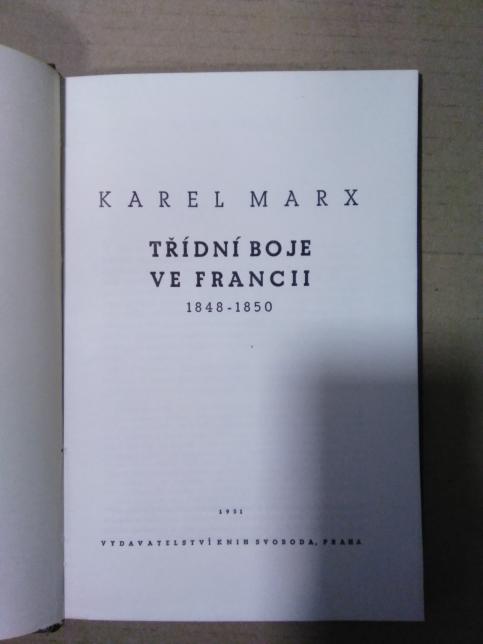 KAREL MARX
TŘÍDNÍ BOJE
VE FRANCII
1848-1850
1951
VYDAVATELSTVÍ KNIH SVOBODA, PRAHA